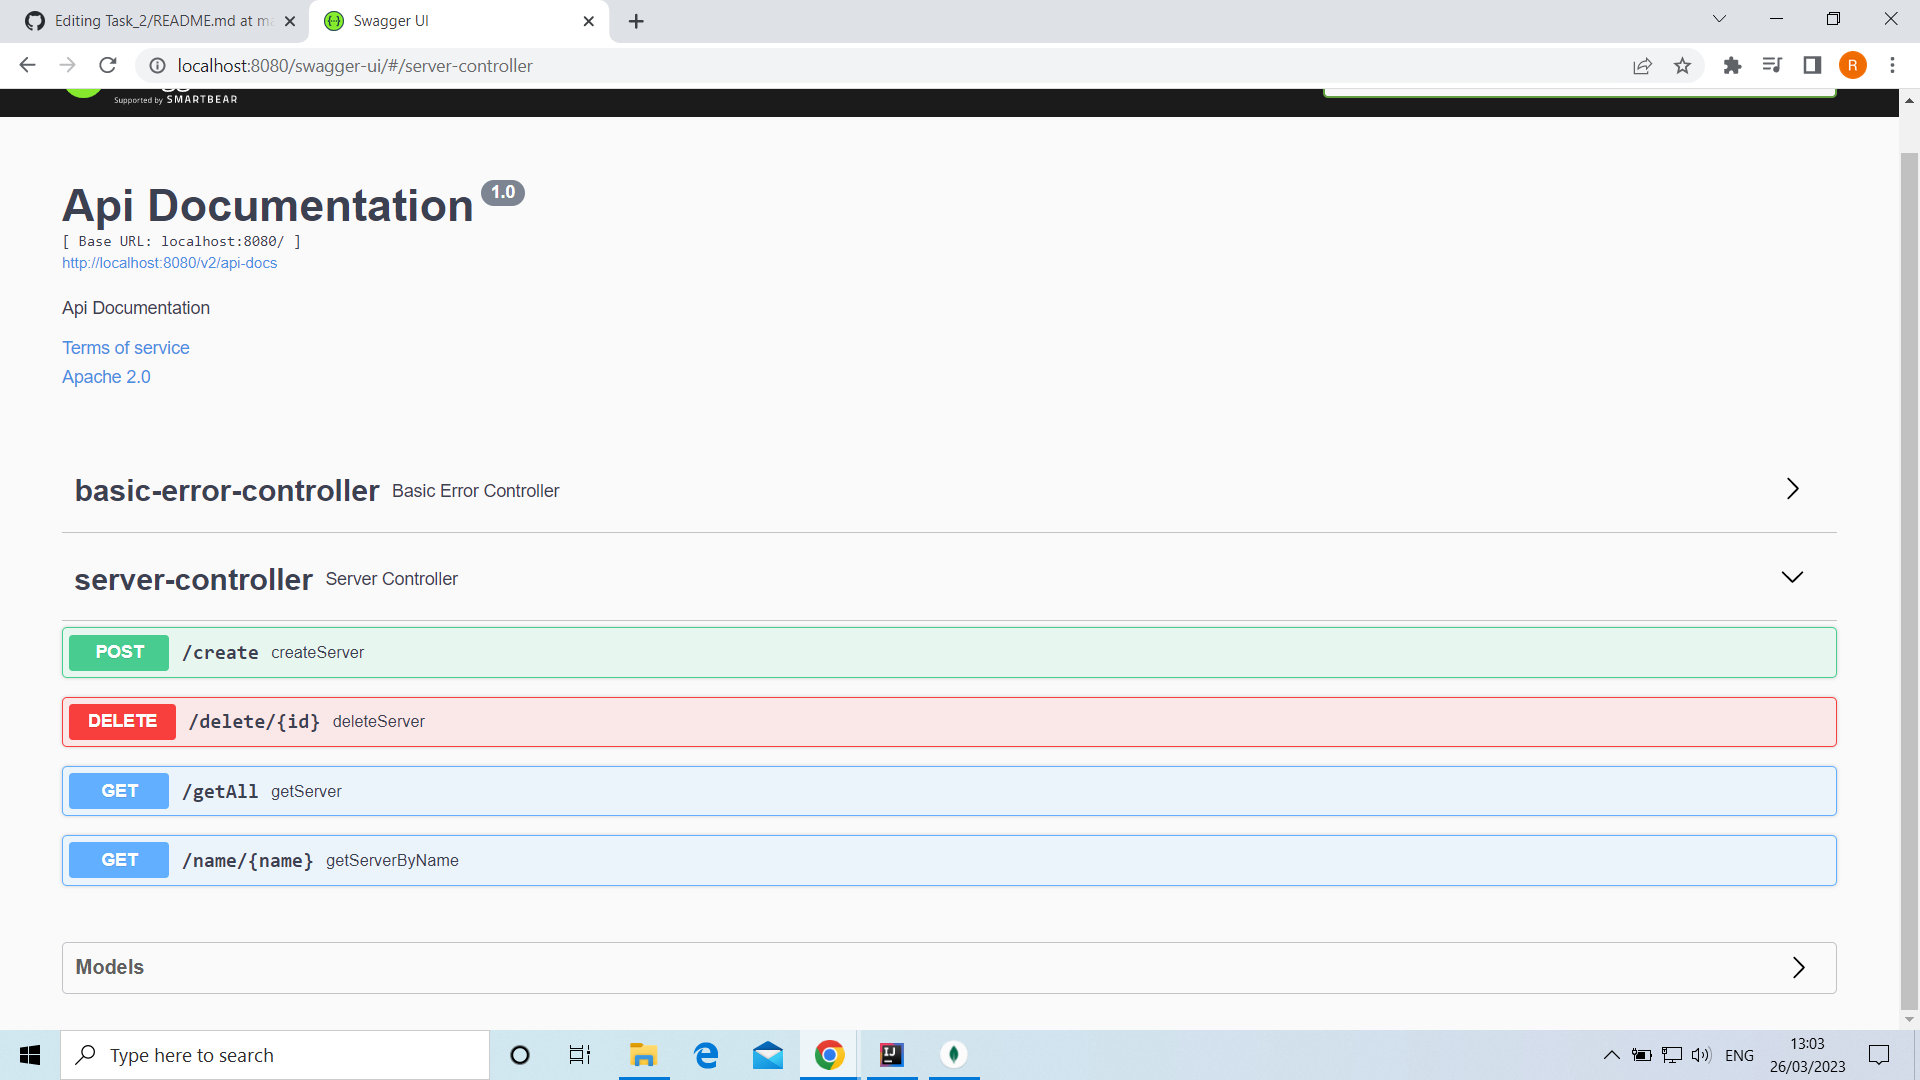 Editing Task_2/README.md at ma
Swagger UI
localhost:8080/swagger-ui/#/server-controller
R
Supported by SMARTBEAR
Api Documentation 1.0
[ Base URL: localhost:8080/ ]
http://localhost:8080/v2/api-docs
Api Documentation
Terms of service
Apache 2.0
basic-error-controller Basic Error Controller
server-controller Server Controller
POST /create createServer
DELETE /delete/{id} deleteServer
GET /getAll getServer
GET /name/{name} getServerByName
Models
Type here to search
ENG
13:03
26/03/2023